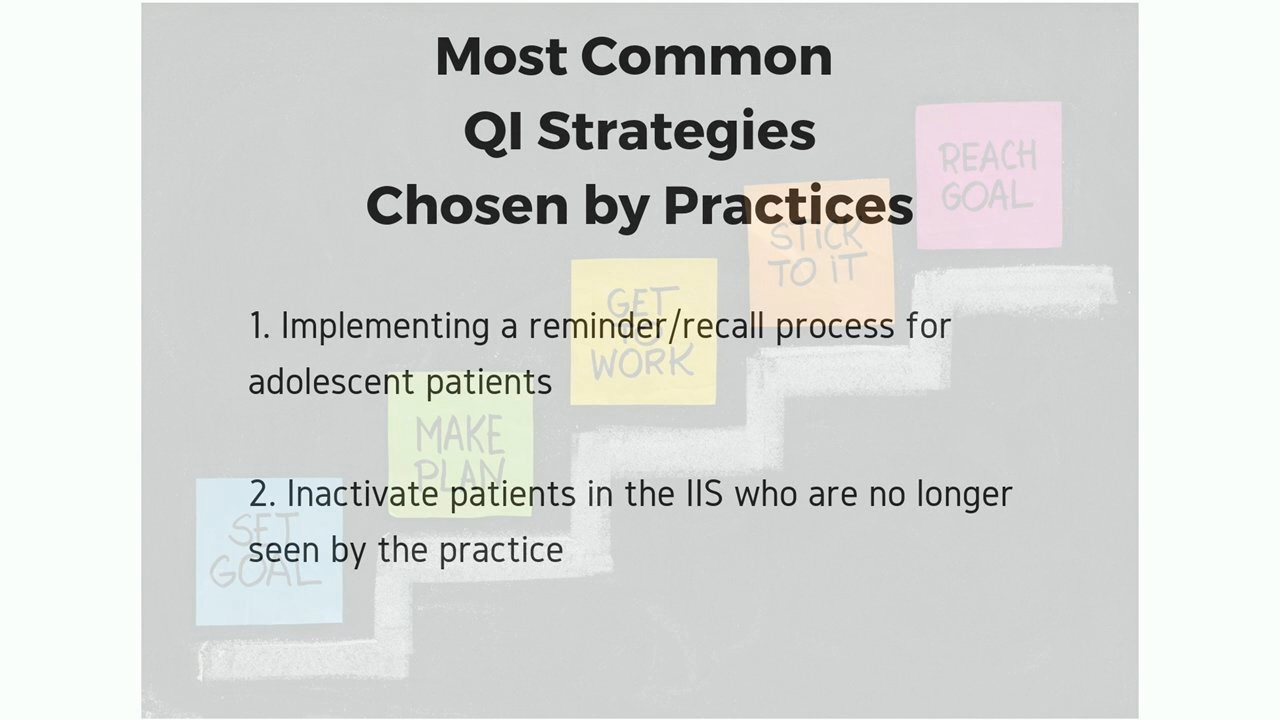 Most Common
QI Strategies
Chosen by Practices
1. Implementing a reminder/recall process for
adolescent patients
2. Inactivate patients in the IIS who are no longer
seen by the practice
REACH
GOAL
STICK
TO IT
GET
TO
WORK
MAKE
PLAN
SET
GOAL